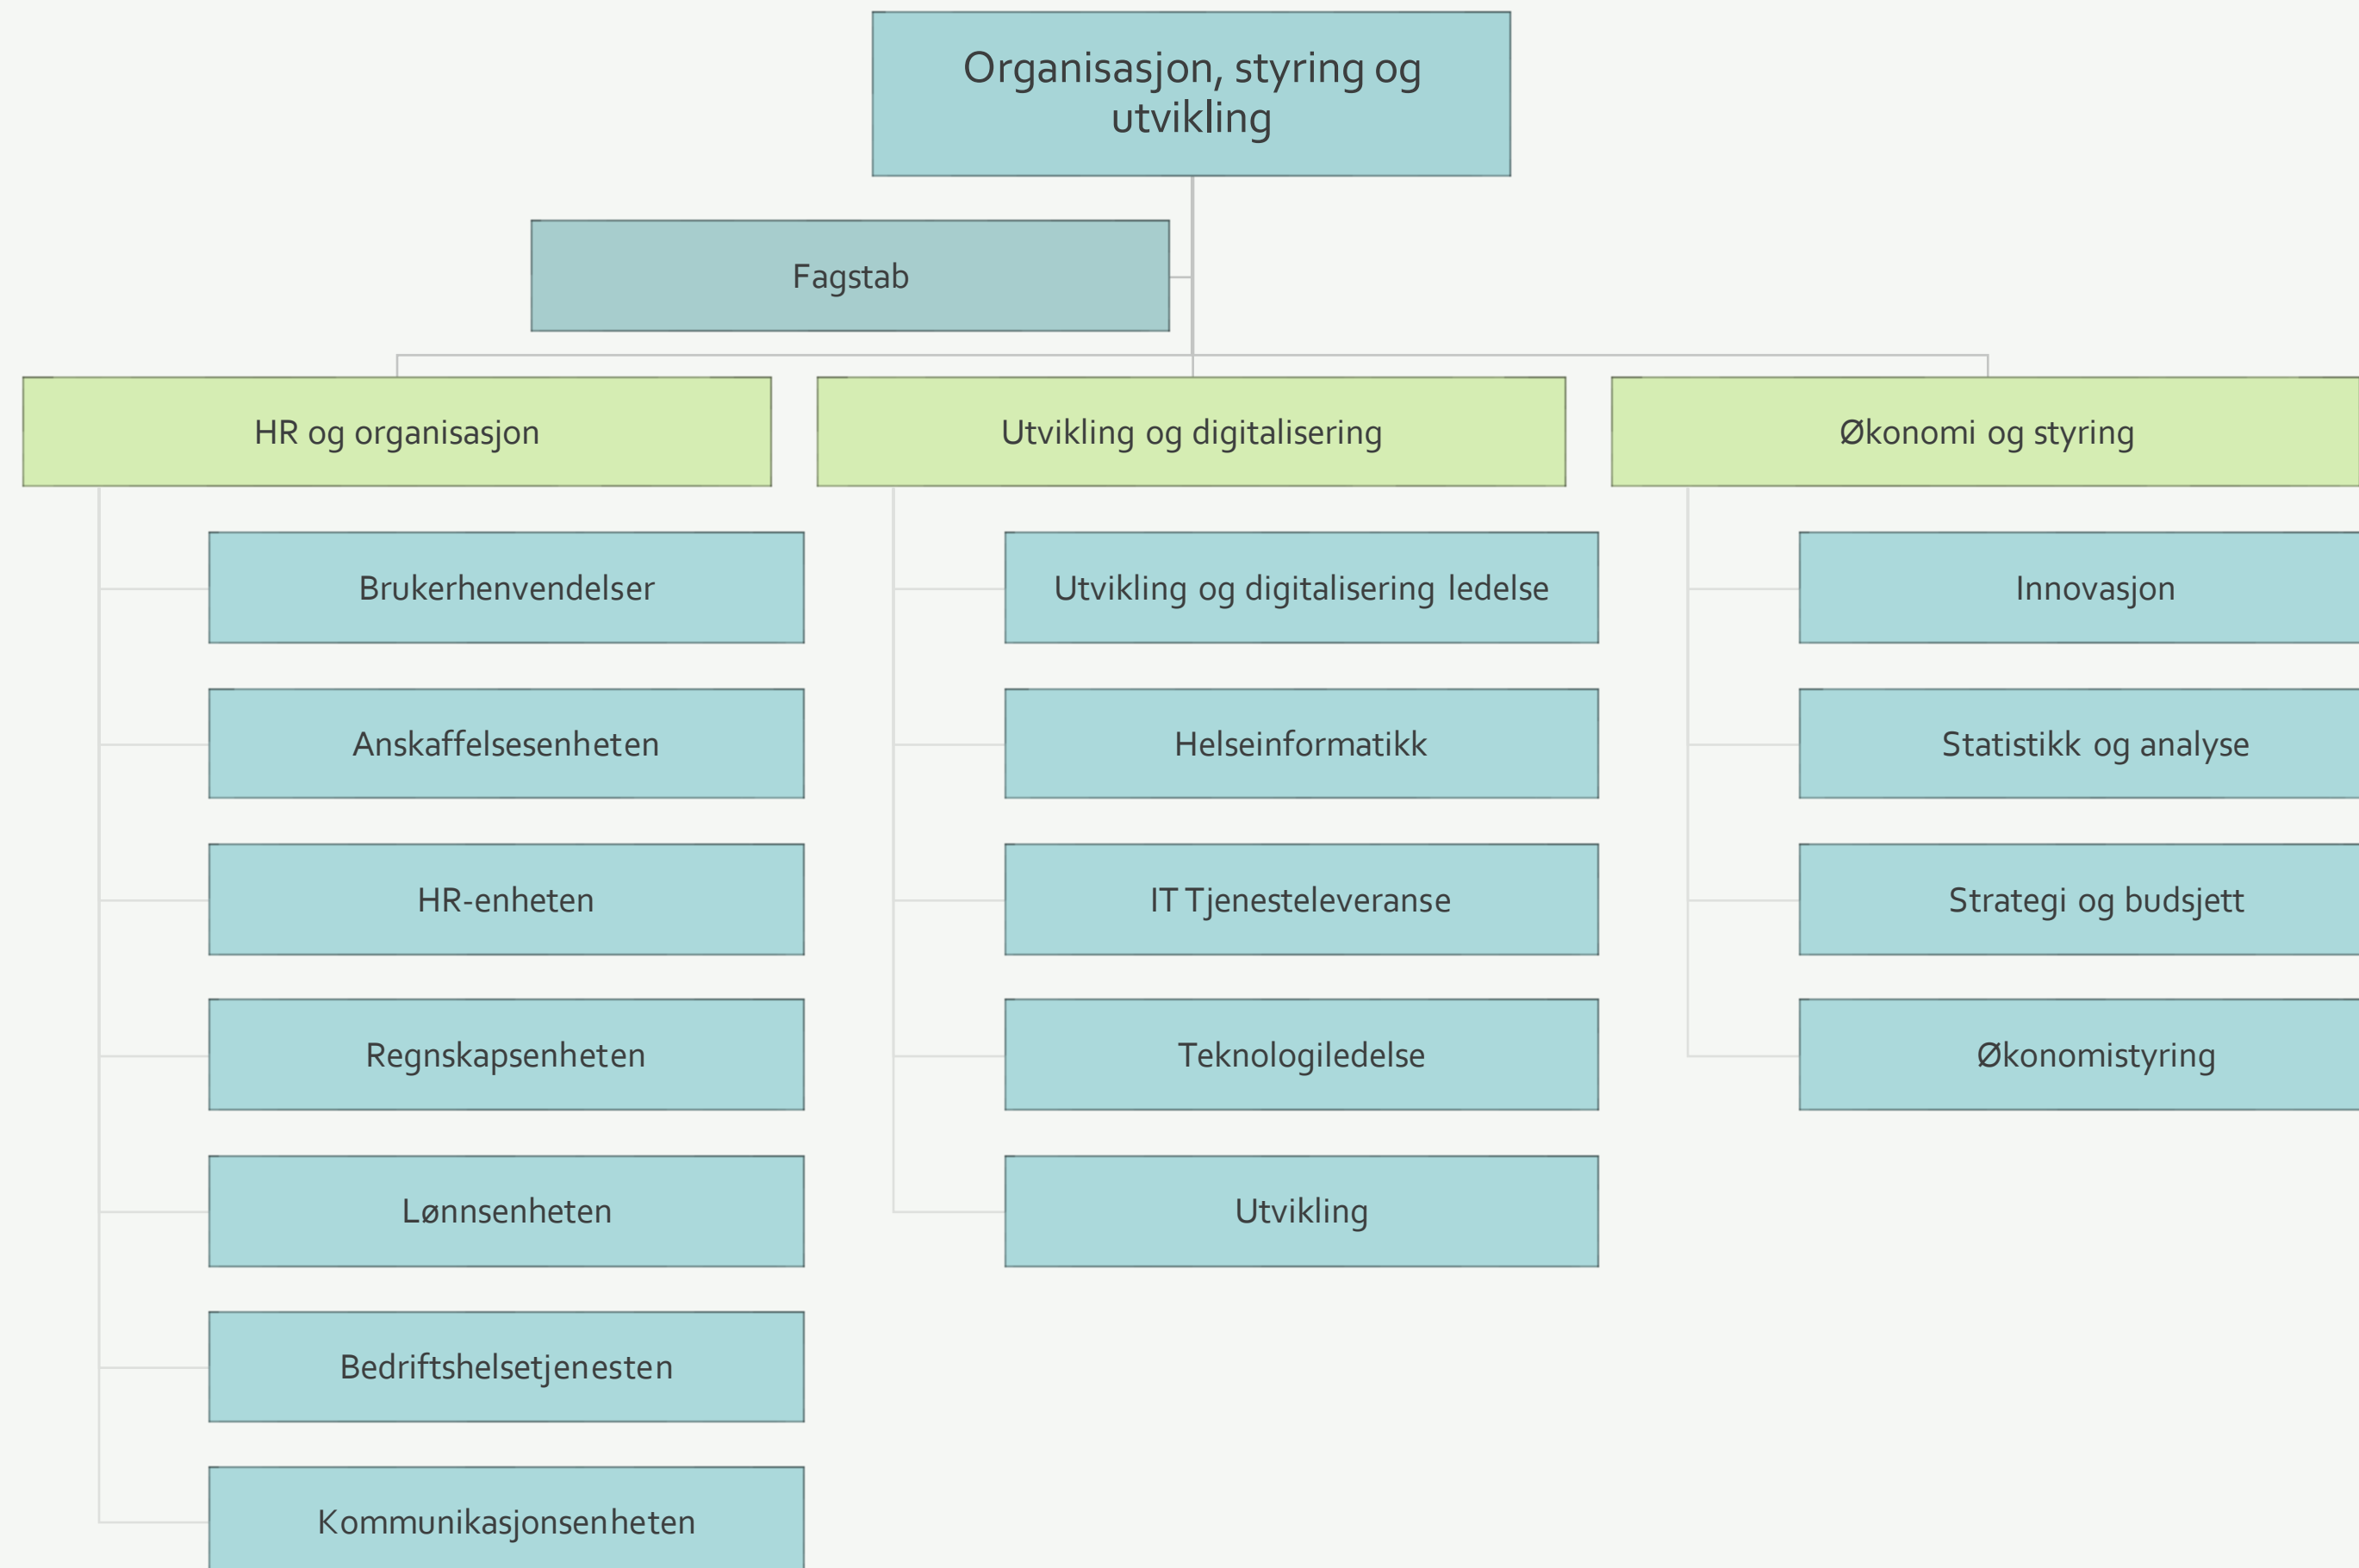 Organisasjon, styring og
utvikling
Fagstab
HR og organisasjon
Utvikling og digitalisering
Økonomi og styring
Brukerhenvendelser
Utvikling og digitalisering ledelse
Innovasjon
Anskaffelsesenheten
Helseinformatikk
Statistikk og analyse
HR-enheten
IT Tjenesteleveranse
Strategi og budsjett
Regnskapsenheten
Teknologiledelse
Økonomistyring
Lønnsenheten
Utvikling
Bedriftshelsetjenesten
Kommunikasjonsenheten